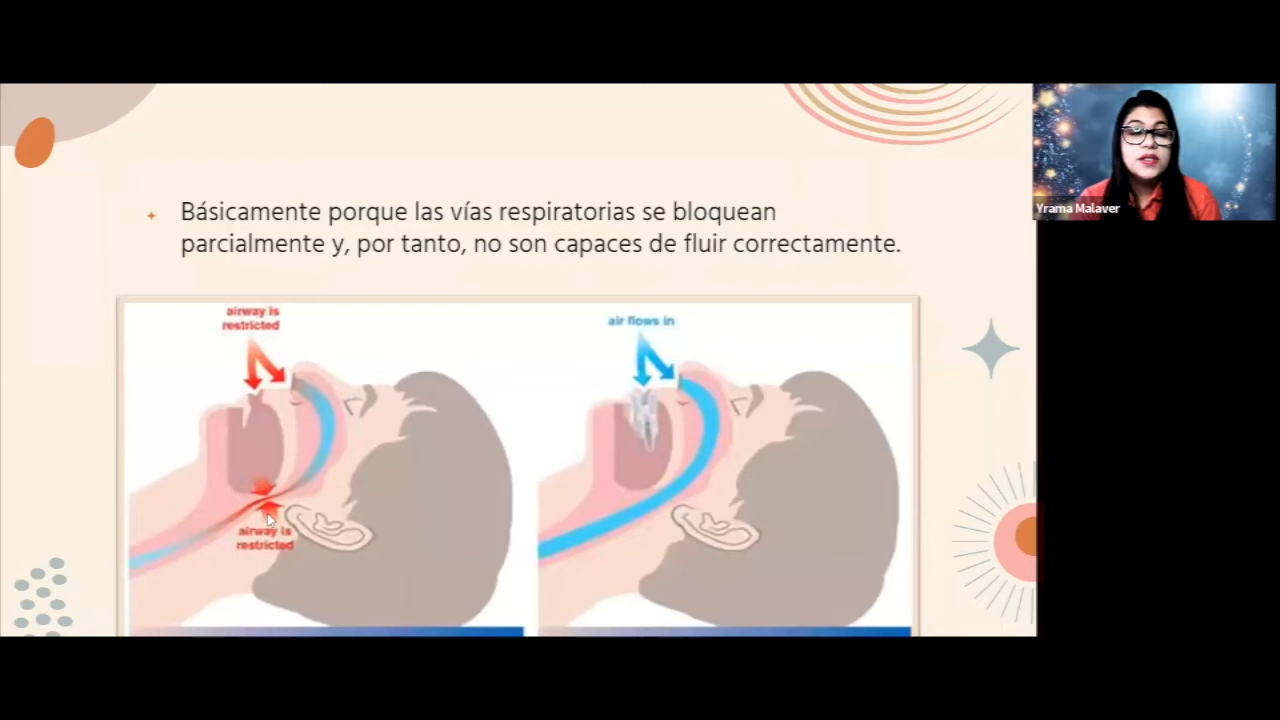 Básicamente porque las vías respiratorias se bloquean
parcialmente y, por tanto, no son capaces de fluir correctamente.
airway is
restricted
air flows in
airway is
restricted
Yrama Malaver